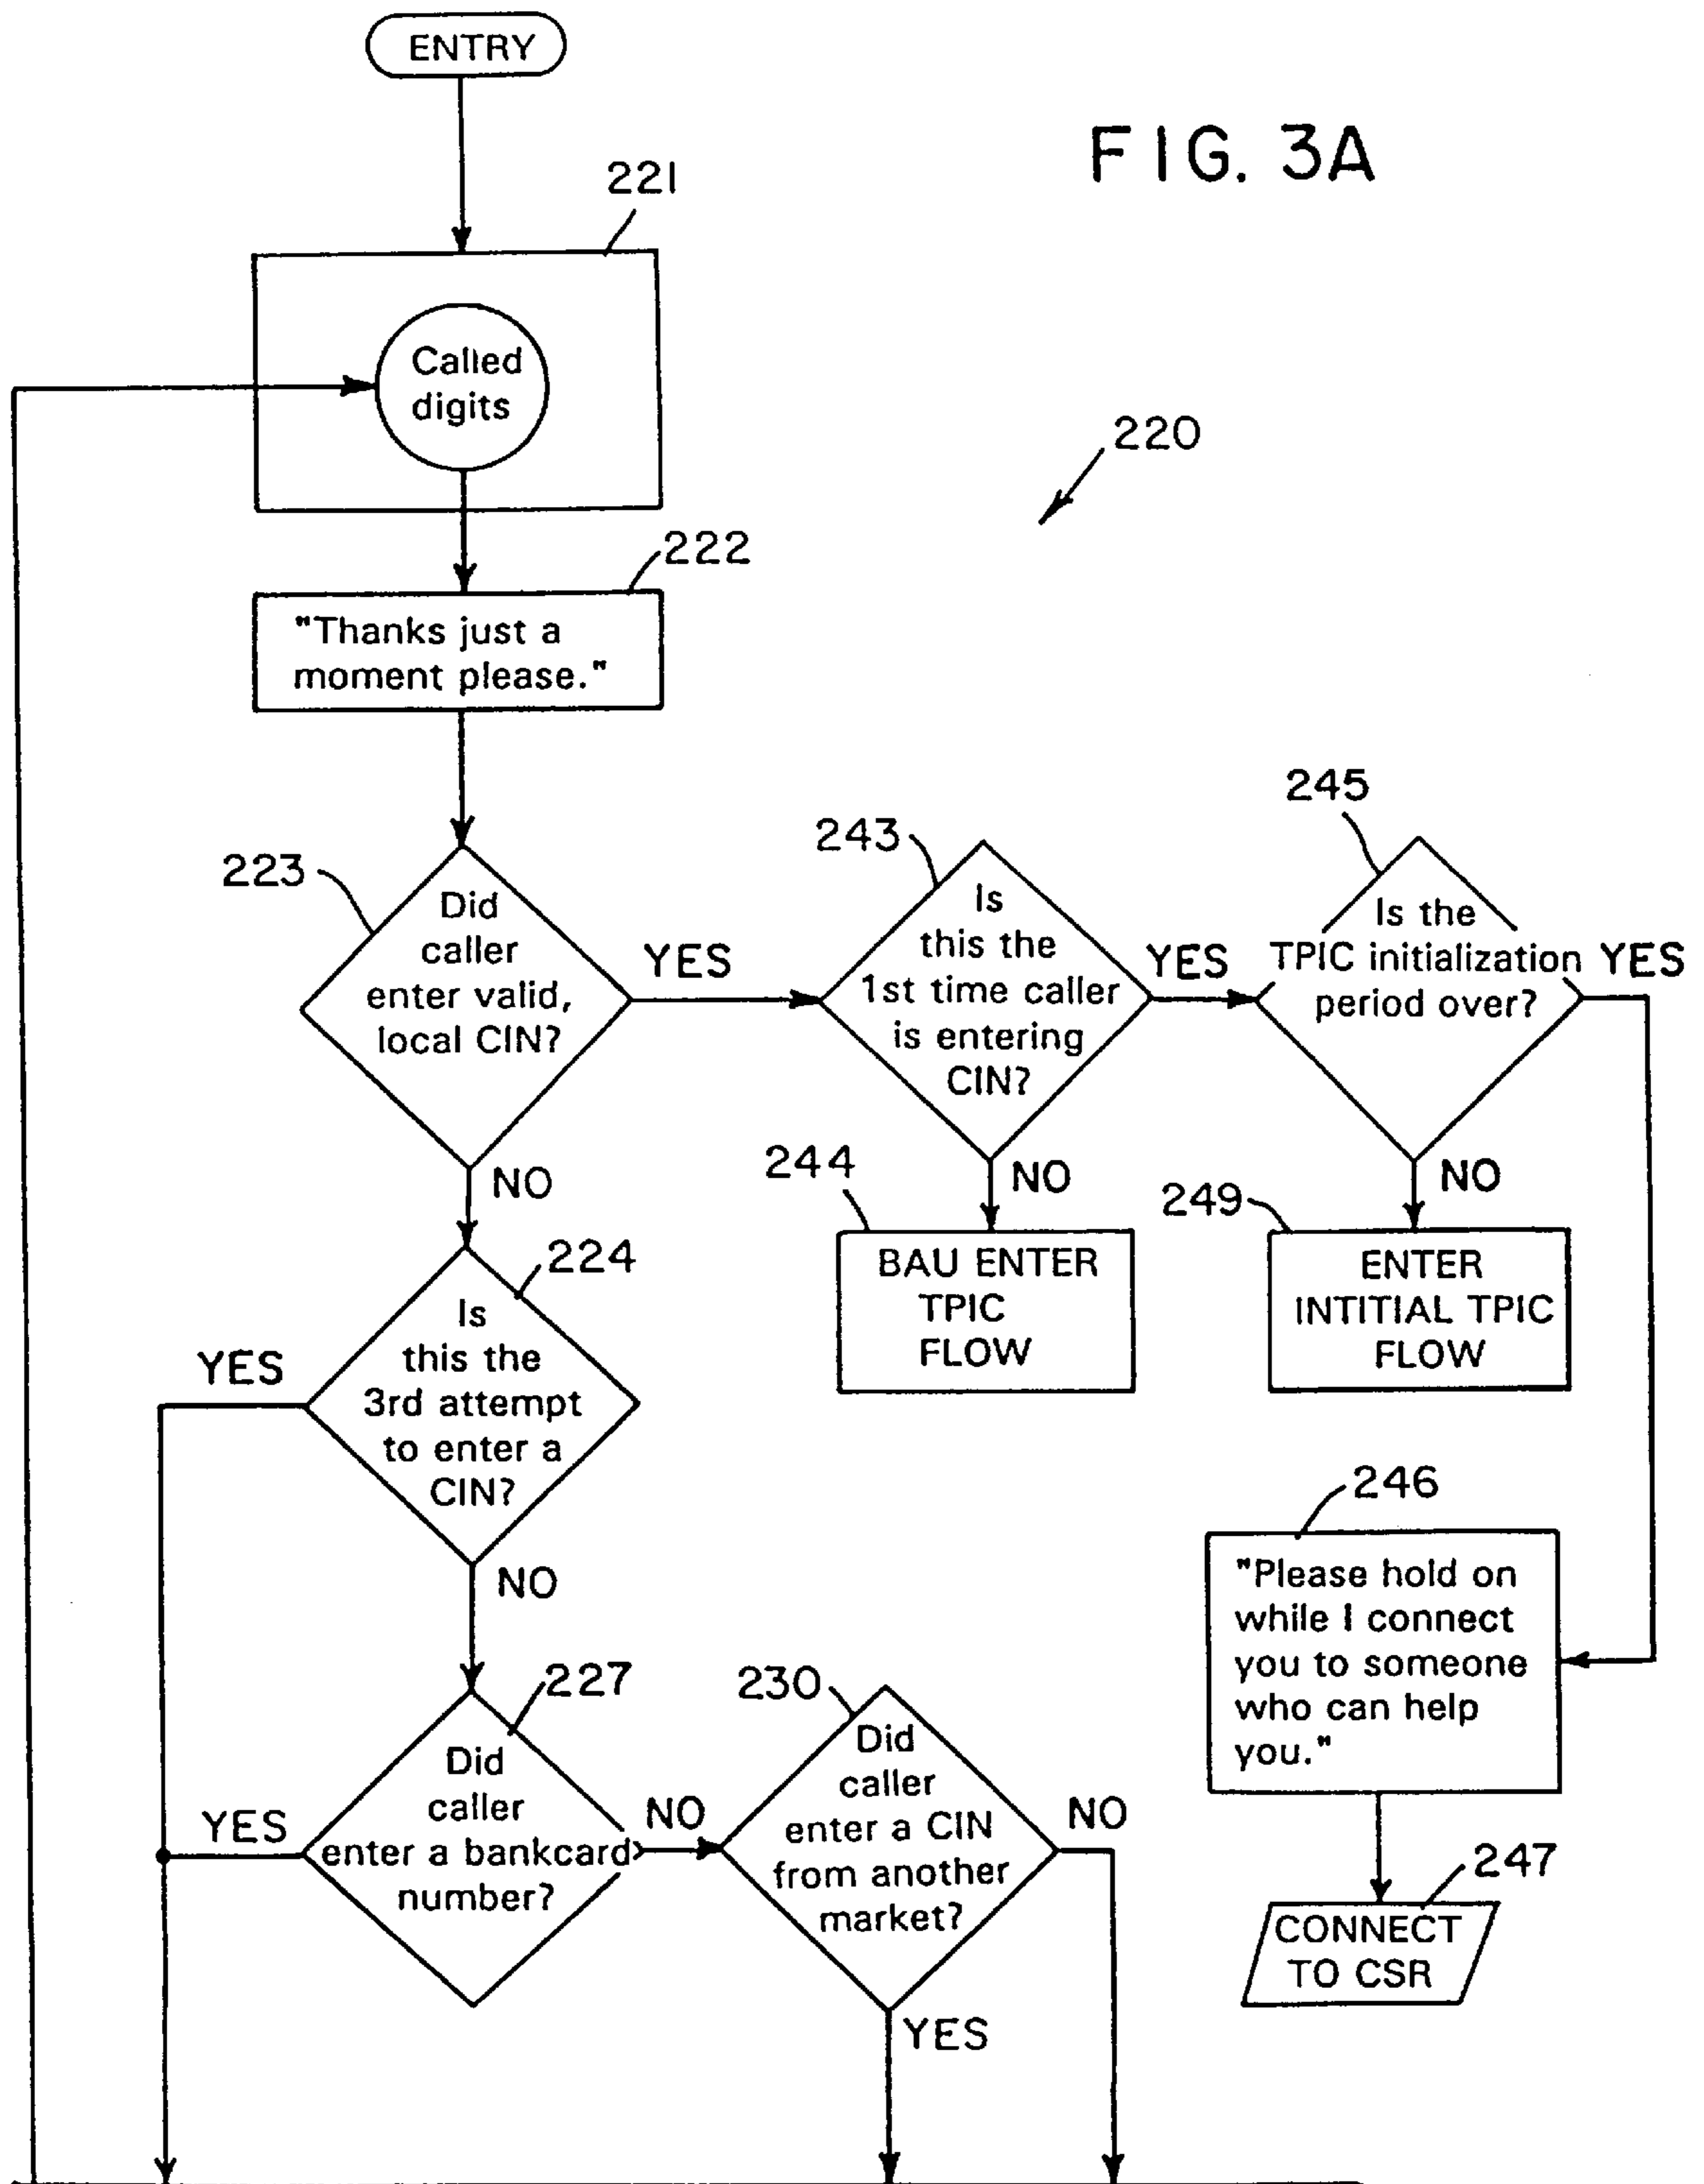 ENTRY
FIG. 3A
221
Called
digits
220
222
"Thanks just a
moment please."
223
Did
caller
enter valid,
local CIN?
YES
NO
243
Is
this the
1st time caller
is entering
CIN?
YES
NO
245
Is the
TPIC initialization
period over?
YES
NO
244
BAU ENTER
TPIC
FLOW
249
ENTER
INTITIAL TPIC
FLOW
224
Is
this the
3rd attempt
to enter a
CIN?
YES
NO
246
"Please hold on
while I connect
you to someone
who can help
you."
227
Did
caller
enter a bankcard
number?
YES
NO
230
Did
caller
enter a CIN
from another
market?
NO
YES
247
CONNECT
TO CSR